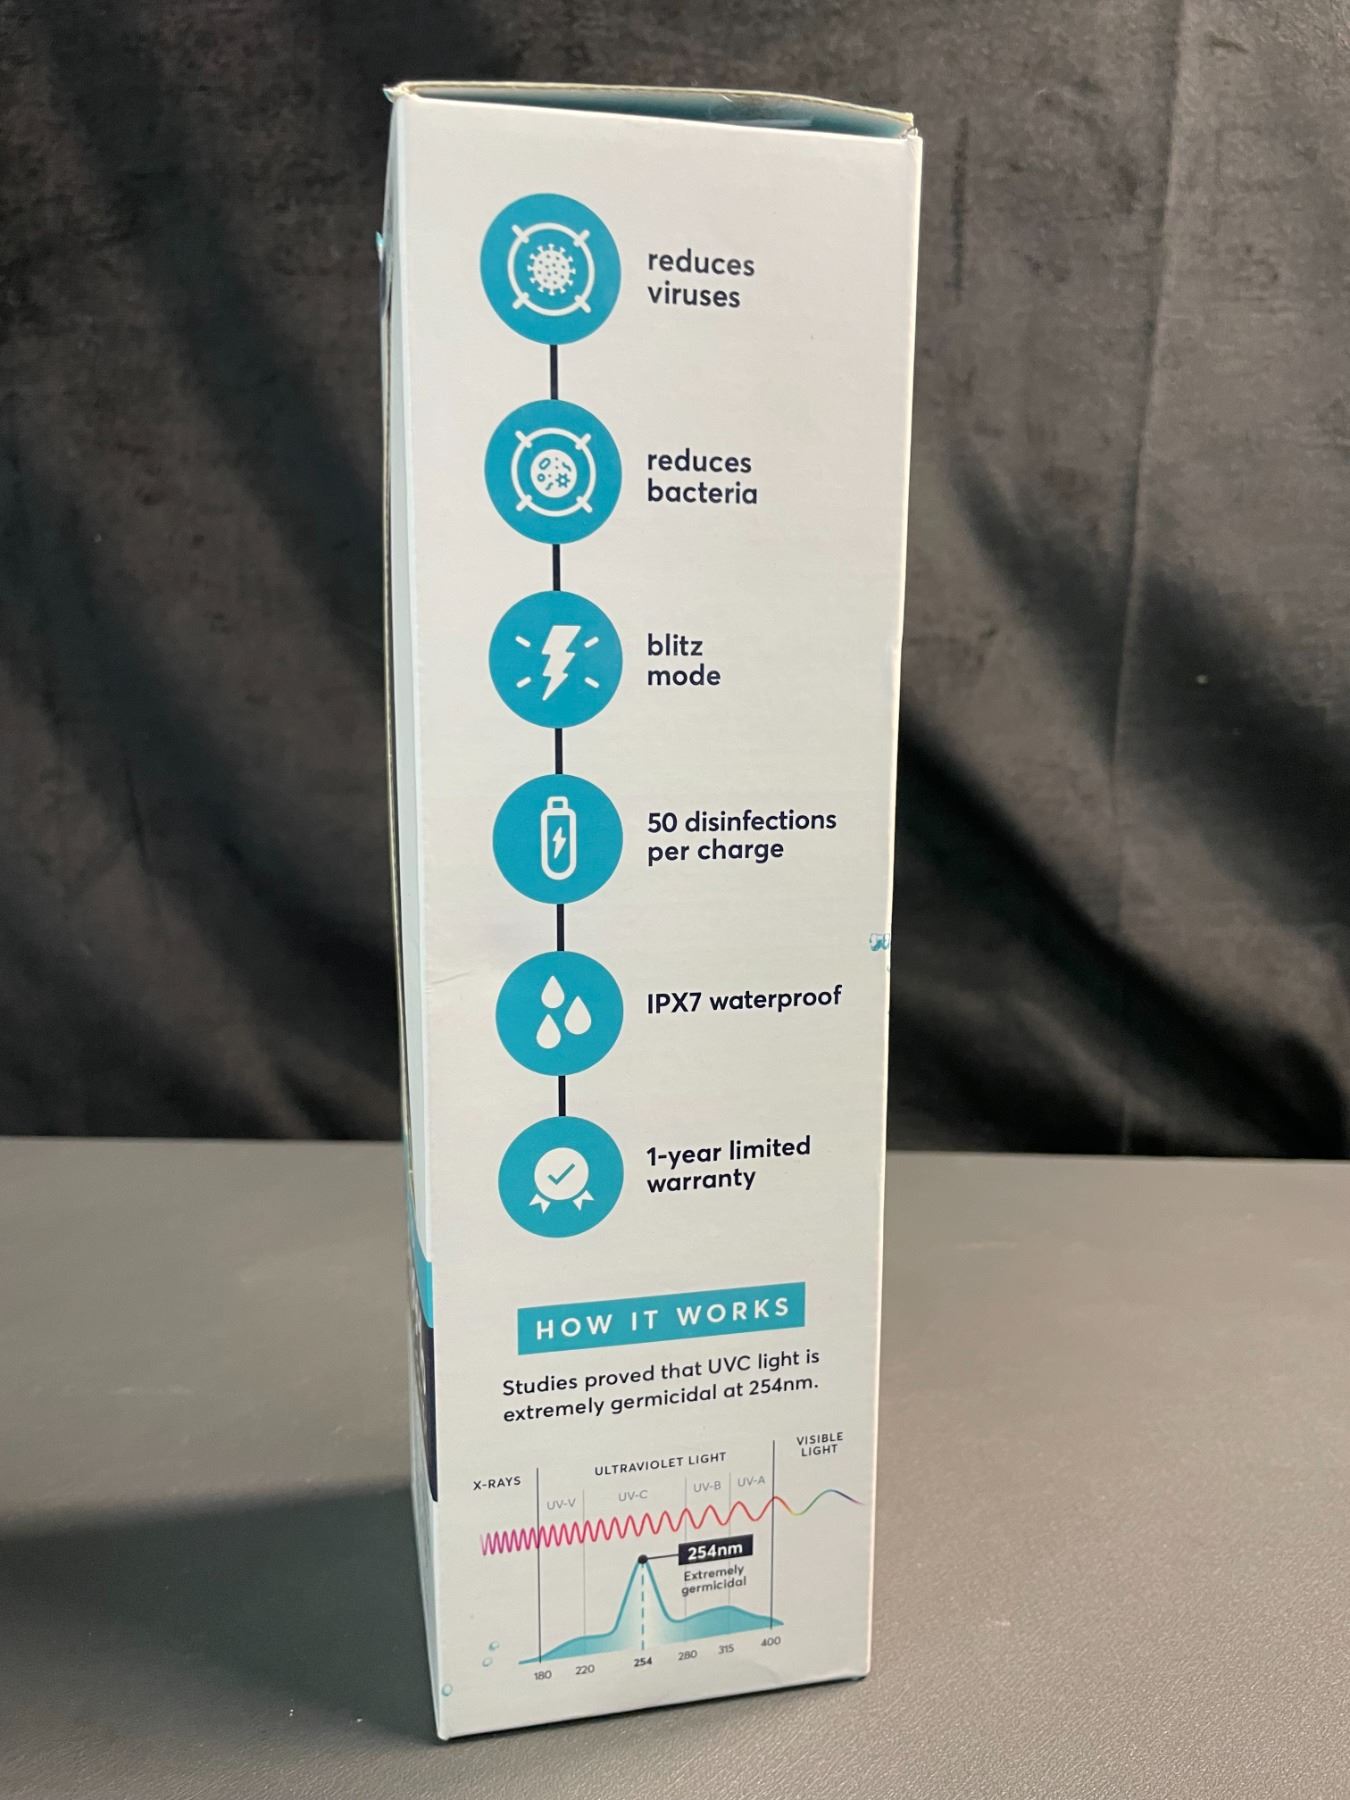 reduces
viruses
reduces
bacteria
blitz
mode
50 disinfections
per charge
IPX7 waterproof
1-year limited
warranty
HOW IT WORKS
Studies proved that UVC light is
extremely germicidal at 254nm.
X-RAYS
ULTRAVIOLET LIGHT
VISIBLE
LIGHT
UV-V
UV-C
UV-B
UV-A
254nm
Extremely
germicidal
180
220
254
280
315
400